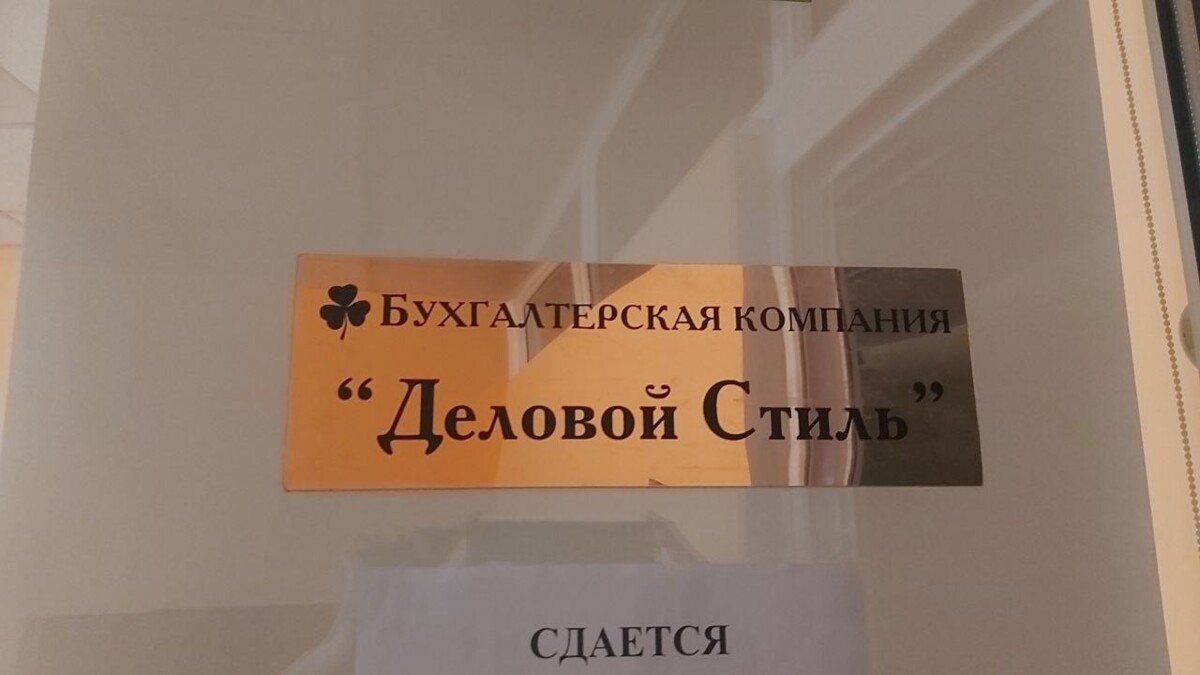 Бухгалтерская компания
“Деловой Стиль”
СДАЕТСЯ